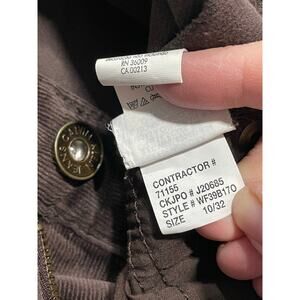 RN 36009
CA 00213
CONTRACTOR #
71155
CKJPO # J20685
STYLE # WF39B170
SIZE 10/32
CALVIN KLEIN JEANS